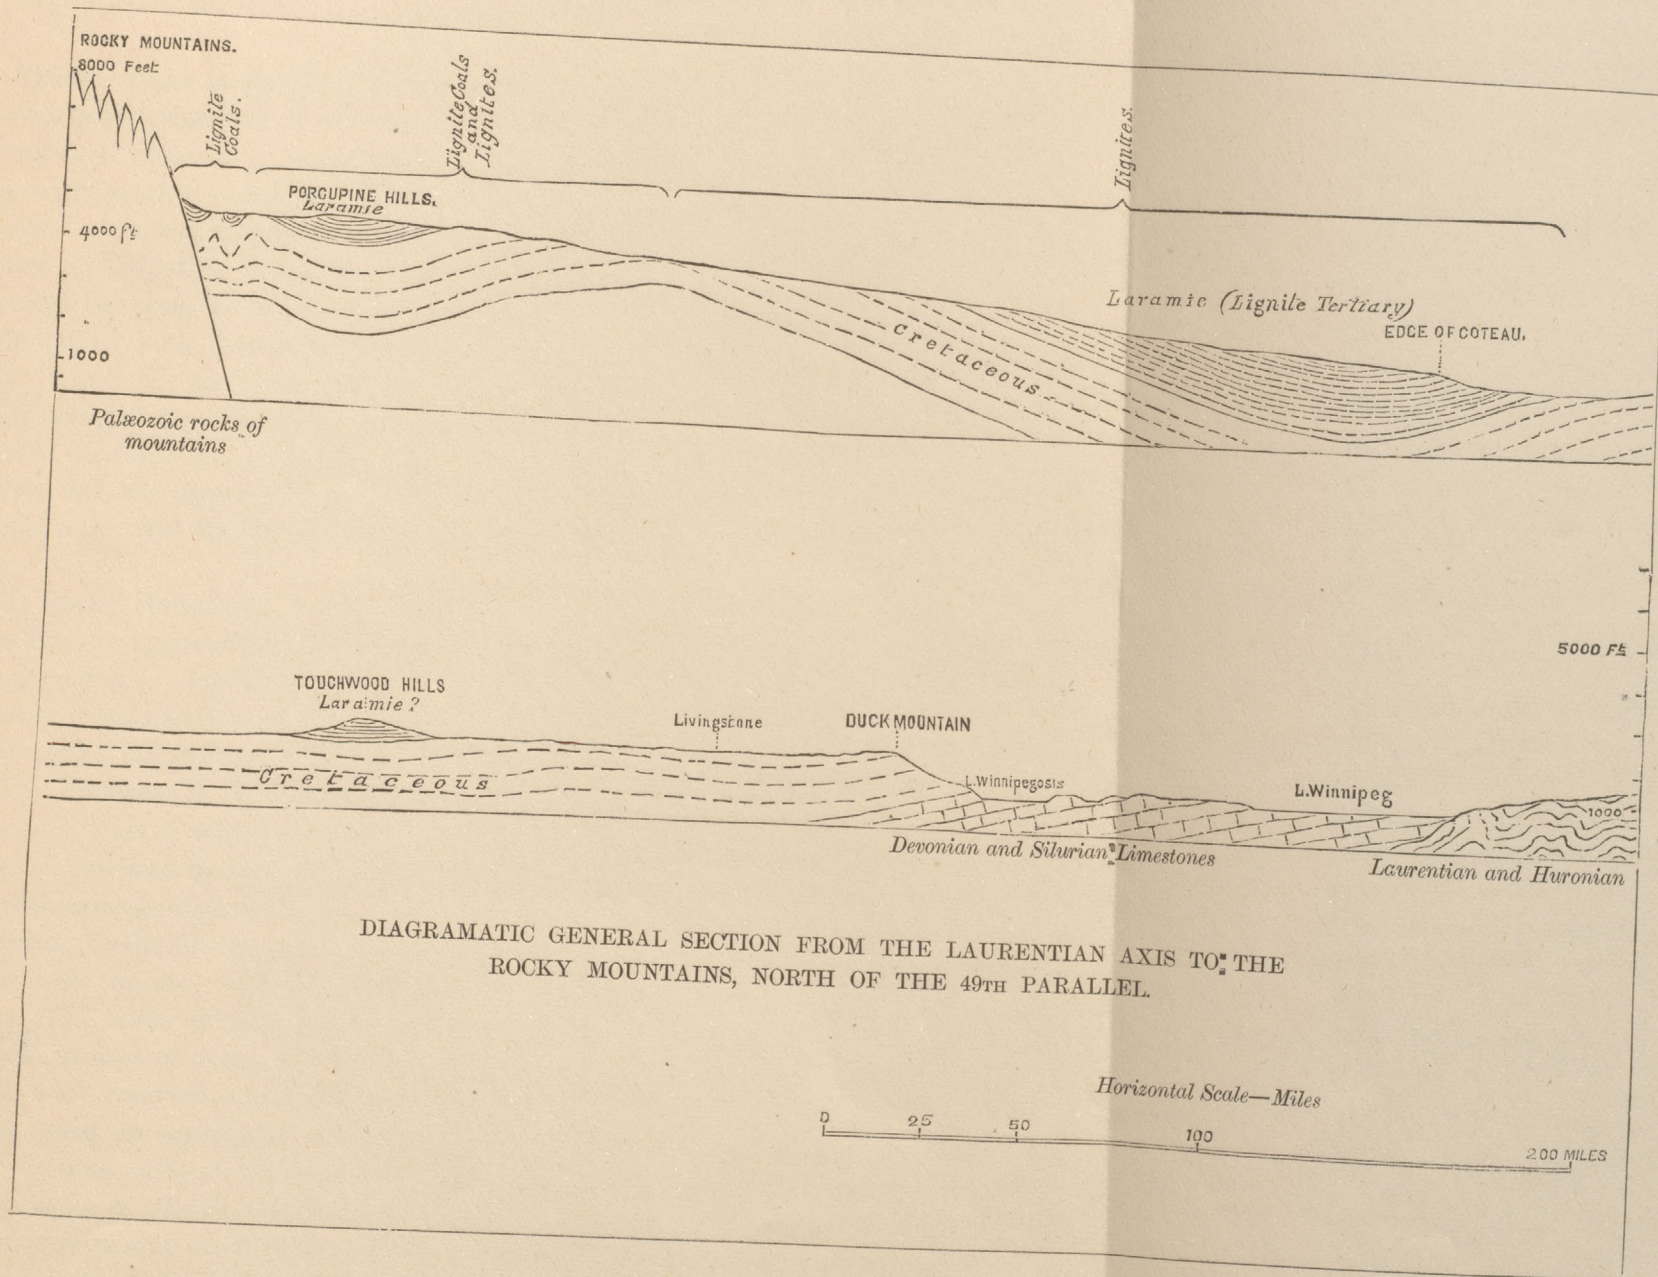 ROCKY MOUNTAINS.
8000 Feet
Lignite
Coals.
Lignite Coals
and
Lignites.
Lignites.
PORCUPINE HILLS.
Laramie
4000 ft
Laramie (Lignite Tertiary)
EDGE OF COTEAU.
Cretaceous
1000
Palæozoic rocks of
mountains
5000 Ft
TOUCHWOOD HILLS
Laramie ?
Livingstone
DUCK MOUNTAIN
Cretaceous
L.Winnipegosis
L.Winnipeg
1000
Devonian and Silurian Limestones
Laurentian and Huronian
DIAGRAMATIC GENERAL SECTION FROM THE LAURENTIAN AXIS TO THE
ROCKY MOUNTAINS, NORTH OF THE 49TH PARALLEL.
Horizontal Scale—Miles
0 25 50 100 200 MILES